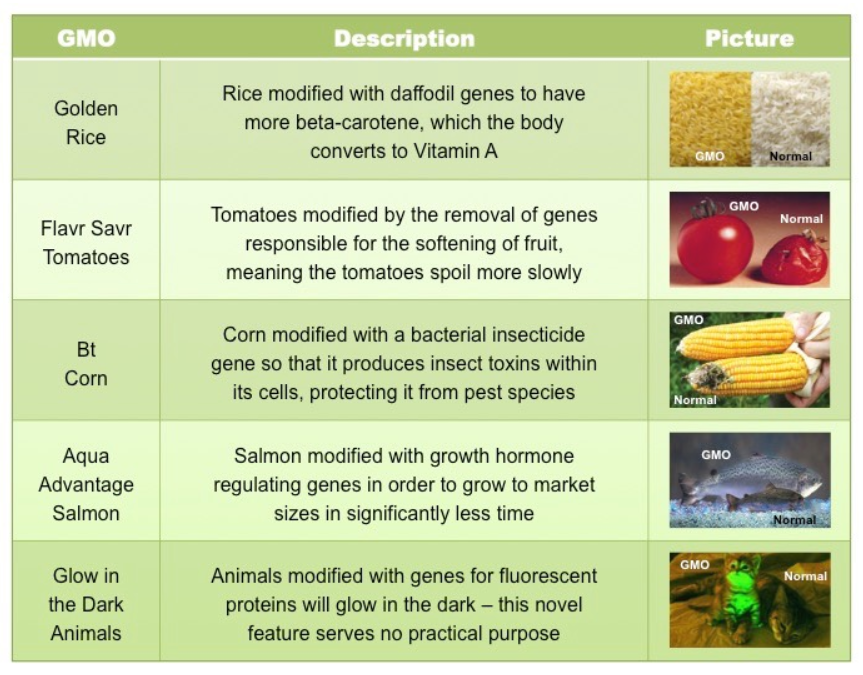 GMO Description Picture
Golden
Rice
Rice modified with daffodil genes to have
more beta-carotene, which the body
converts to Vitamin A
GMO Normal
Flavr Savr
Tomatoes
Tomatoes modified by the removal of genes
responsible for the softening of fruit,
meaning the tomatoes spoil more slowly
GMO
Normal
Bt
Corn
Corn modified with a bacterial insecticide
gene so that it produces insect toxins within
its cells, protecting it from pest species
GMO
Normal
Aqua
Advantage
Salmon
Salmon modified with growth hormone
regulating genes in order to grow to market
sizes in significantly less time
GMO
Normal
Glow in
the Dark
Animals
Animals modified with genes for fluorescent
proteins will glow in the dark – this novel
feature serves no practical purpose
GMO
Normal